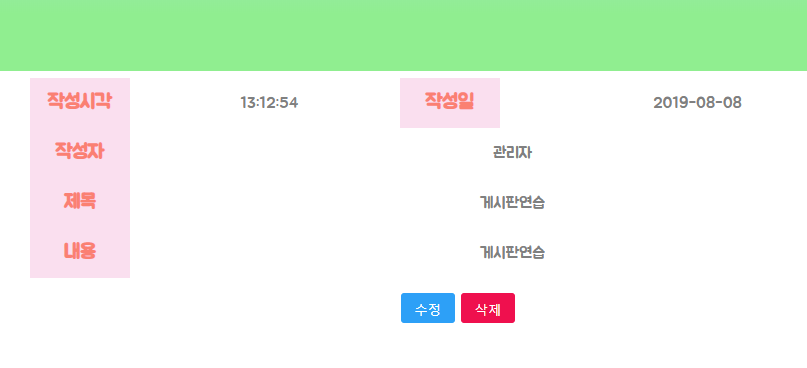 작성시각 13:12:54 작성일 2019-08-08
작성자 관리자
제목 게시판연습
내용 게시판연습
수정 삭제